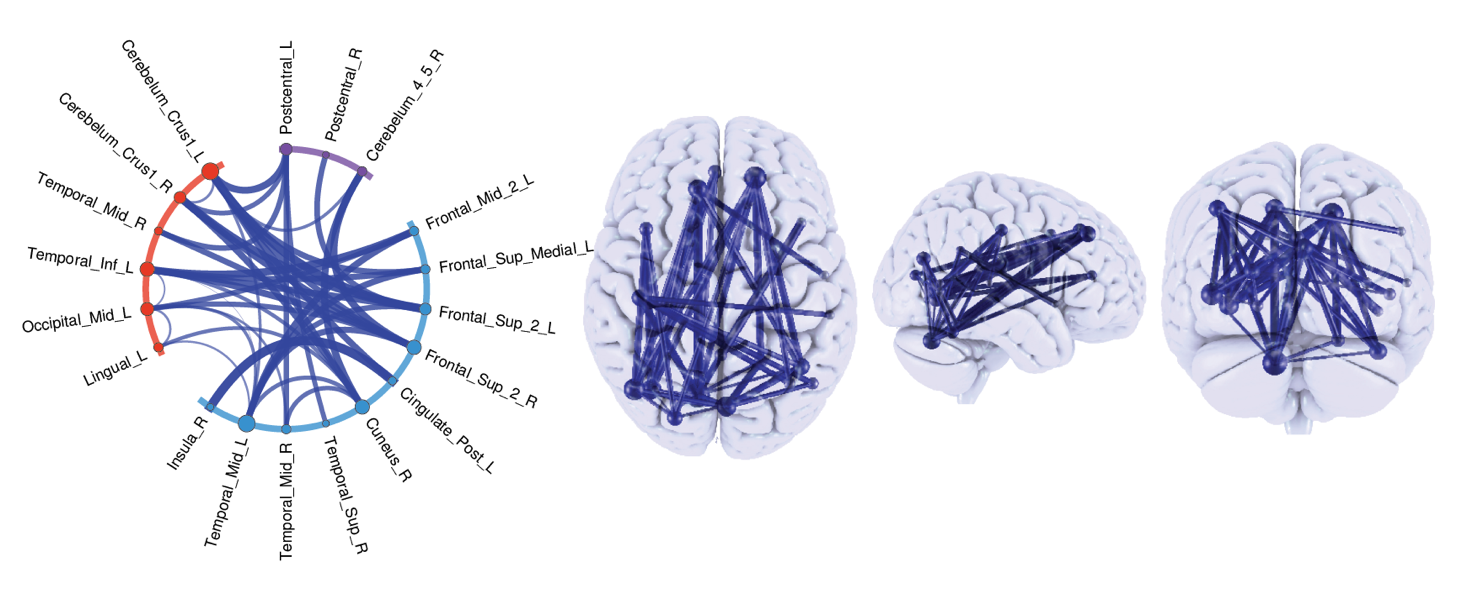 Postcentral_L
Postcentral_R
Cerebelum_4_5_R
Frontal_Mid_2_L
Frontal_Sup_Medial_L
Frontal_Sup_2_L
Frontal_Sup_2_R
Cingulate_Post_L
Cuneus_R
Temporal_Sup_R
Temporal_Mid_R
Temporal_Mid_L
Insula_R
Lingual_L
Occipital_Mid_L
Temporal_Inf_L
Temporal_Mid_R
Cerebelum_Crus1_R
Cerebelum_Crus1_L